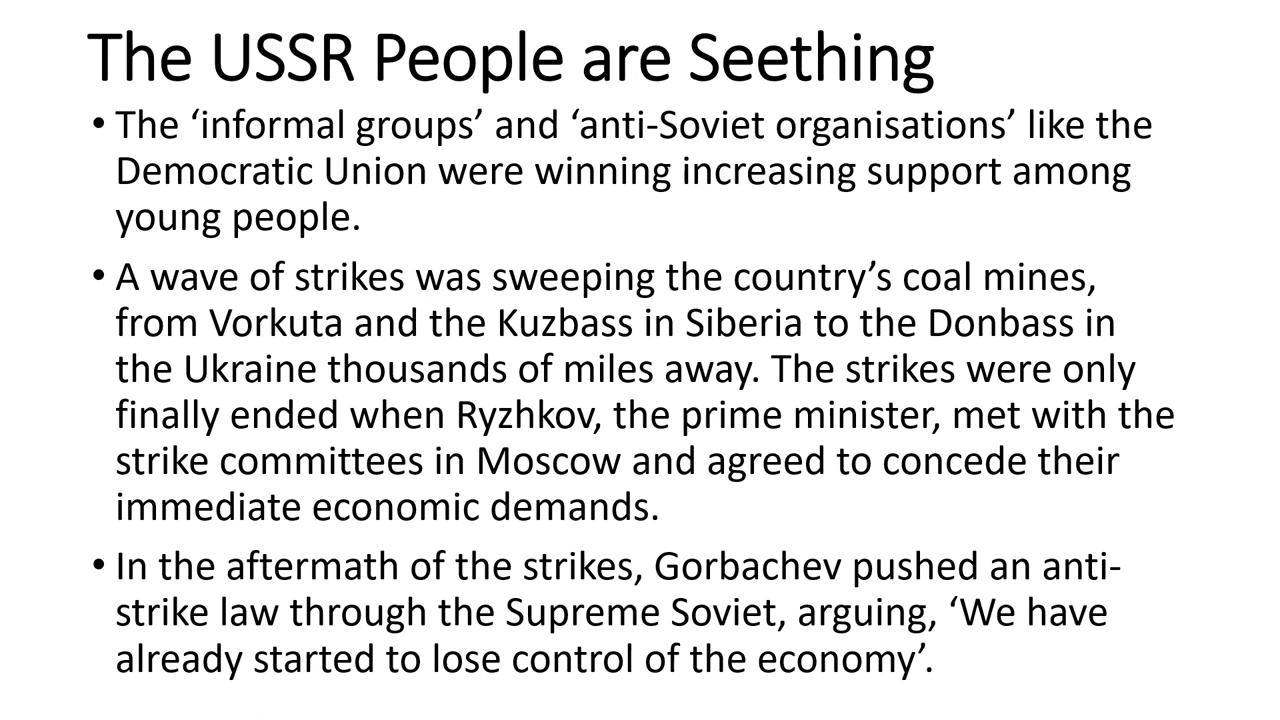 The USSR People are Seething
• The ‘informal groups’ and ‘anti-Soviet organisations’ like the
Democratic Union were winning increasing support among
young people.
• A wave of strikes was sweeping the country’s coal mines,
from Vorkuta and the Kuzbass in Siberia to the Donbass in
the Ukraine thousands of miles away. The strikes were only
finally ended when Ryzhkov, the prime minister, met with the
strike committees in Moscow and agreed to concede their
immediate economic demands.
• In the aftermath of the strikes, Gorbachev pushed an anti-
strike law through the Supreme Soviet, arguing, ‘We have
already started to lose control of the economy’.